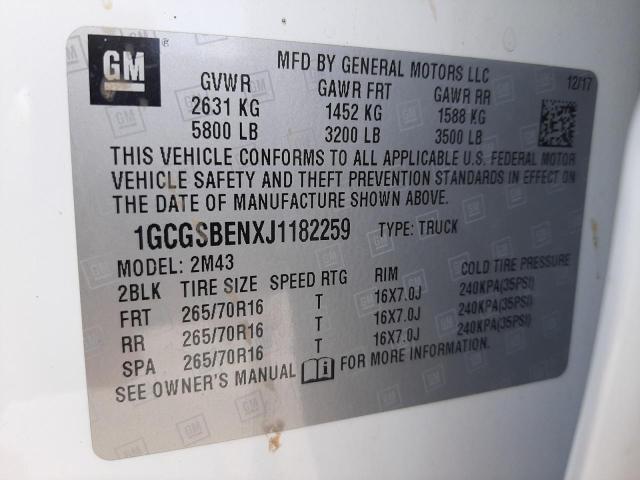 GM
MFD BY GENERAL MOTORS LLC
12/17
GVWR GAWR FRT GAWR RR
2631 KG 1452 KG 1588 KG
5800 LB 3200 LB 3500 LB
THIS VEHICLE CONFORMS TO ALL APPLICABLE U.S. FEDERAL MOTOR
VEHICLE SAFETY AND THEFT PREVENTION STANDARDS IN EFFECT ON
THE DATE OF MANUFACTURE SHOWN ABOVE.
1GCGSBENXJ1182259 TYPE: TRUCK
MODEL: 2M43
2BLK TIRE SIZE SPEED RTG RIM COLD TIRE PRESSURE
FRT 265/70R16 T 16X7.0J 240KPA(35PSI)
RR 265/70R16 T 16X7.0J 240KPA(35PSI)
SPA 265/70R16 T 16X7.0J 240KPA(35PSI)
SEE OWNER'S MANUAL FOR MORE INFORMATION.